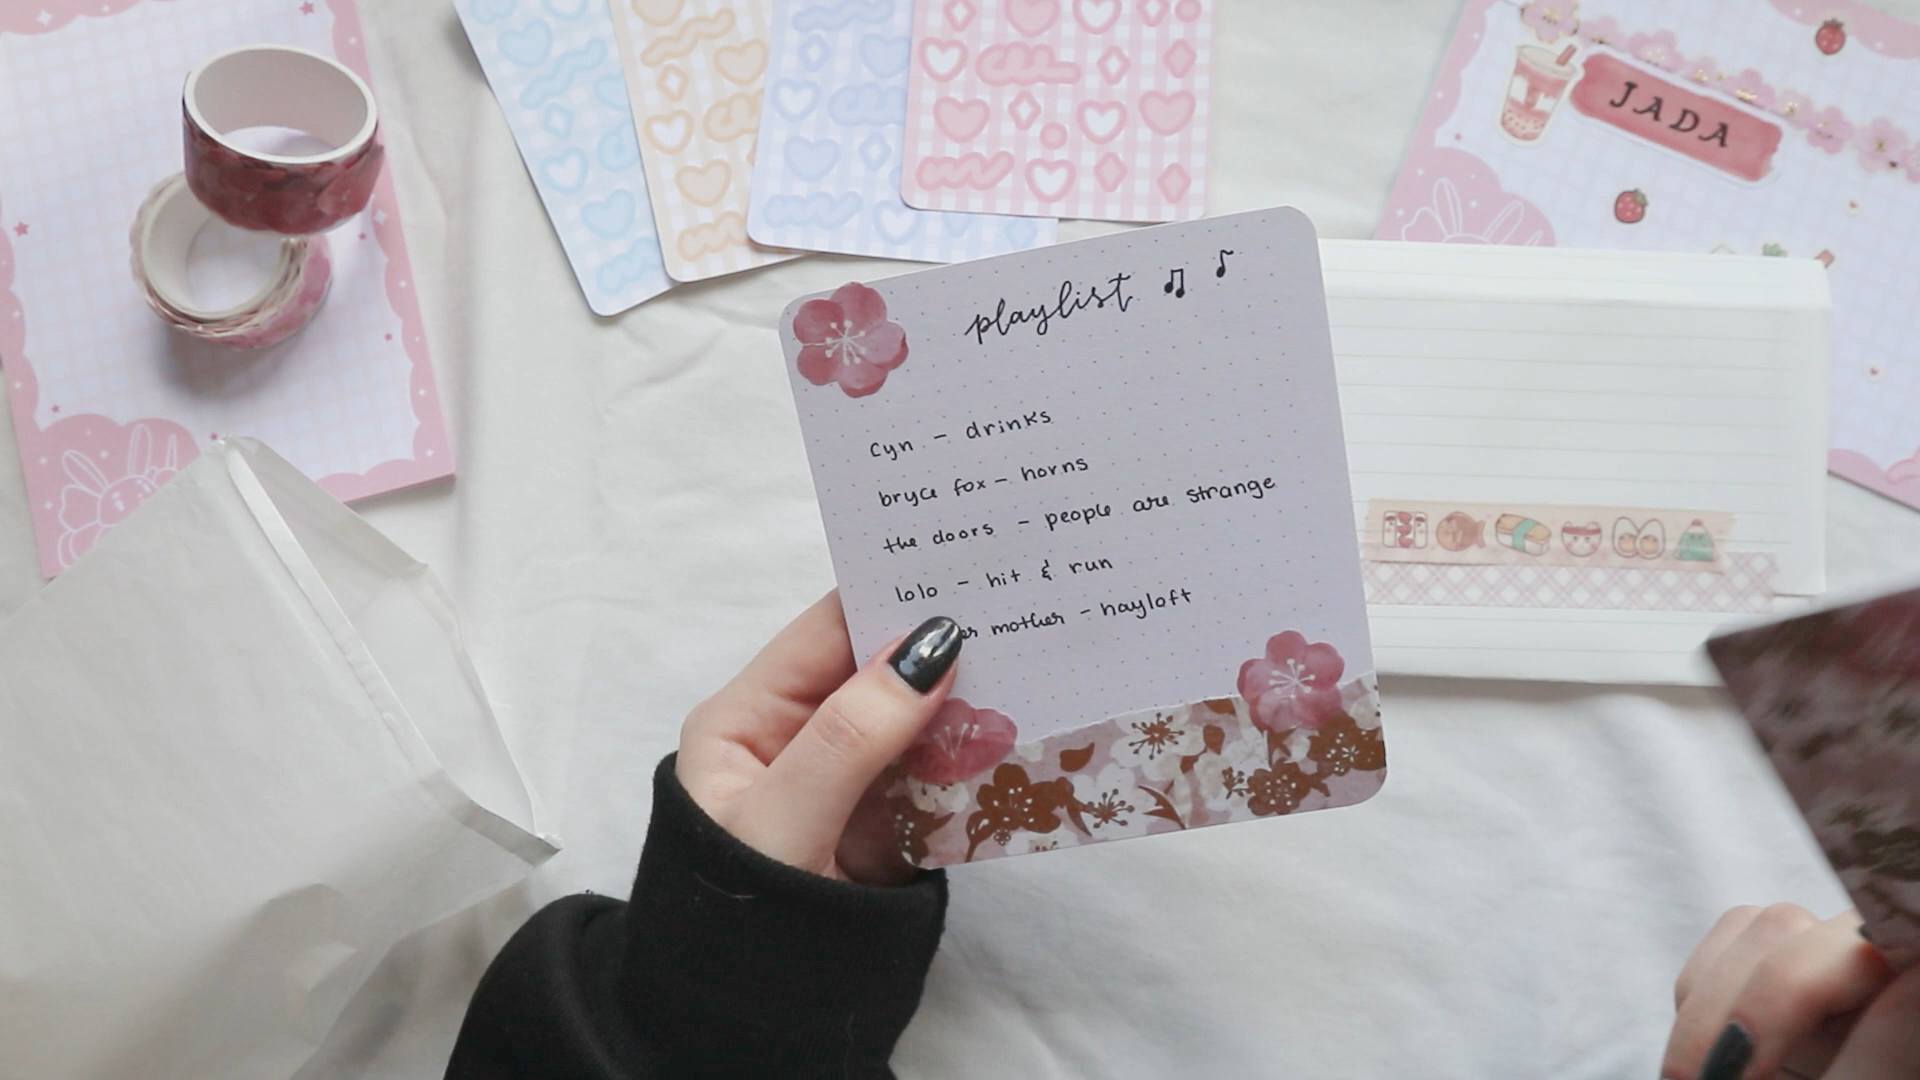 JADA
playlist
cyn - drinks
bryce fox - horns
the doors - people are strange
lolo - hit & run
mother - hayloft